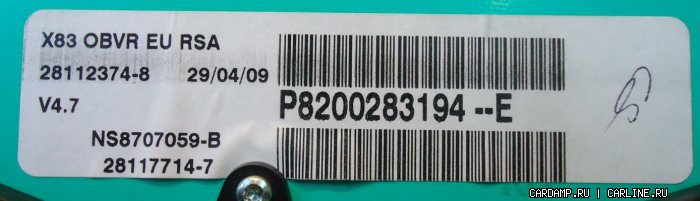 X83 OBVR EU RSA
28112374-8 29/04/09
V4.7
P8200283194 --E
NS8707059-B
28117714-7
CARDAMP.RU | CARLINE.RU